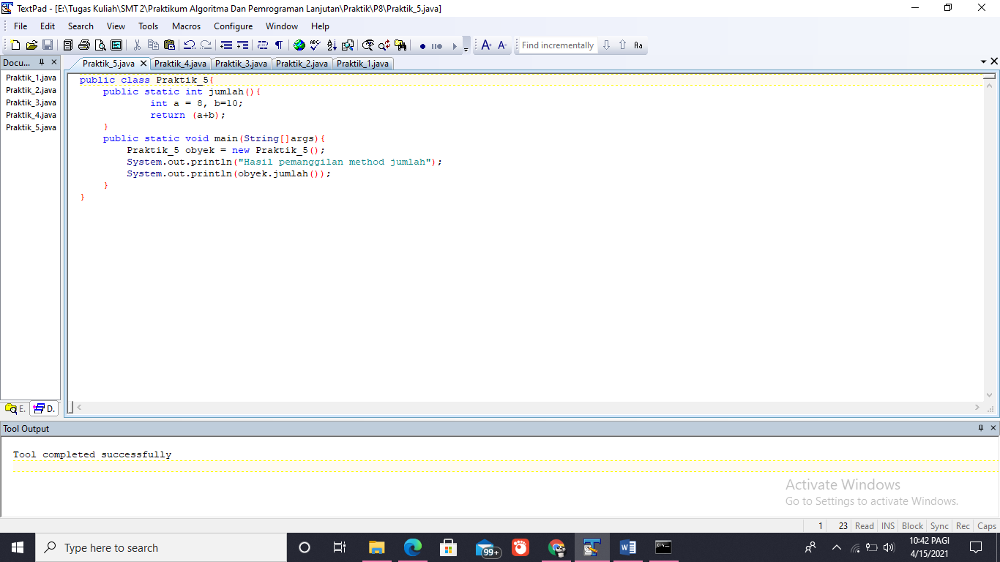 TextPad - [E:\Tugas Kuliah\SMT 2\Praktikum Algoritma Dan Pemrograman Lanjutan\Praktik\P8\Praktik_5.java]
File Edit Search View Tools Macros Configure Window Help
Find incrementally
Docu...
Praktik_5.java Praktik_4.java Praktik_3.java Praktik_2.java Praktik_1.java
Praktik_1.java
Praktik_2.java
Praktik_3.java
Praktik_4.java
Praktik_5.java
public class Praktik_5{
public static int jumlah(){
int a = 8, b=10;
return (a+b);
}
public static void main(String[]args){
Praktik_5 obyek = new Praktik_5();
System.out.println("Hasil pemanggilan method jumlah");
System.out.println(obyek.jumlah());
}
}
E. D.
Tool Output
Tool completed successfully
Activate Windows
Go to Settings to activate Windows.
1 23 Read INS Block Sync Rec Caps
Type here to search
99+
10:42 PAGI
4/15/2021